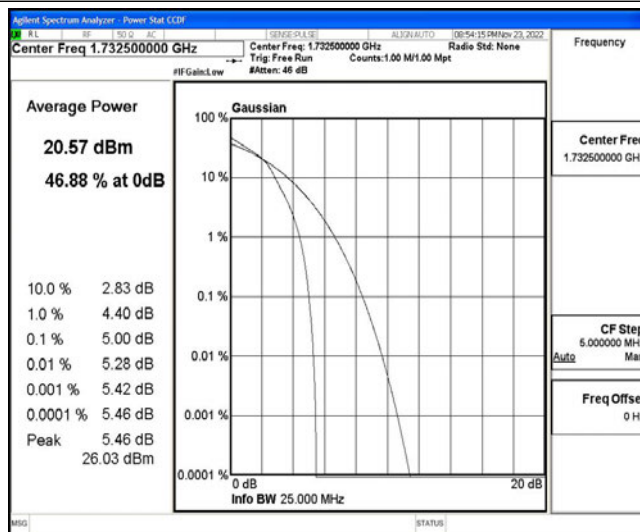 Agilent Spectrum Analyzer - Power Stat CCDF
RL RF 50 Ω AC SENSE:PULSE ALIGN AUTO 08:54:15 PM Nov 23, 2022
Center Freq 1.732500000 GHz
Center Freq: 1.732500000 GHz Radio Std: None
Trig: Free Run Counts:1.00 M/1.00 Mpt
#IFGain:Low #Atten: 46 dB
Frequency
Average Power
20.57 dBm
46.88 % at 0dB
10.0 % 2.83 dB
1.0 % 4.40 dB
0.1 % 5.00 dB
0.01 % 5.28 dB
0.001 % 5.42 dB
0.0001 % 5.46 dB
Peak 5.46 dB
26.03 dBm
Gaussian
100 %
10 %
1 %
0.1 %
0.01 %
0.001 %
0.0001 %
0 dB 20 dB
Info BW 25.000 MHz
Center Fre
1.732500000 GH
CF Step
5.000000 MH
Auto Ma
Freq Offse
0 H
MSG STATUS